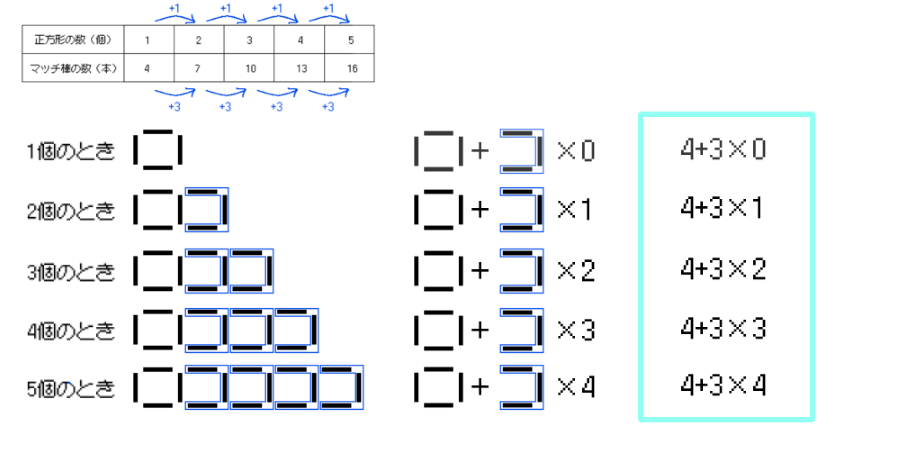 +1 +1 +1 +1
正方形の数（個） 1 2 3 4 5
マッチ棒の数（本） 4 7 10 13 16
+3 +3 +3 +3
1個のとき + ×0 4+3×0
2個のとき + ×1 4+3×1
3個のとき + ×2 4+3×2
4個のとき + ×3 4+3×3
5個のとき + ×4 4+3×4